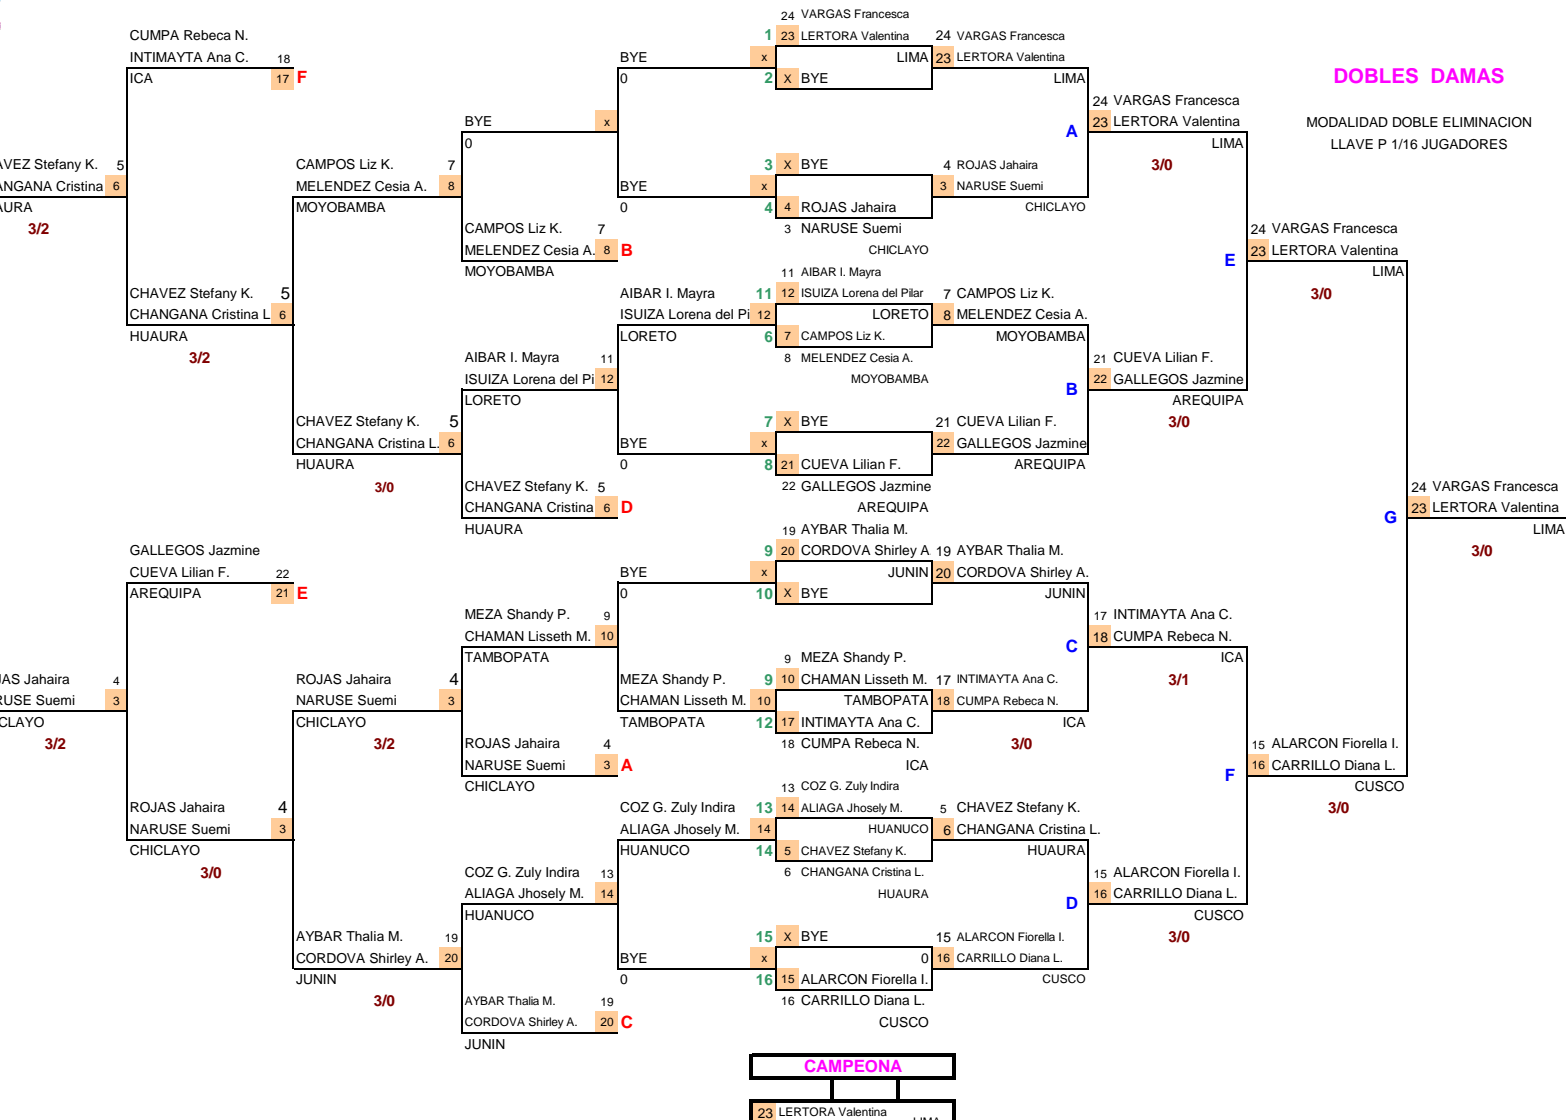 24 VARGAS Francesca
CUMPA Rebeca N. 1 23 LERTORA Valentina 24 VARGAS Francesca
INTIMAYTA Ana C. 18 BYE x LIMA 23 LERTORA Valentina
ICA 17 F 0 2 X BYE LIMA DOBLES DAMAS
24 VARGAS Francesca
BYE x A 23 LERTORA Valentina MODALIDAD DOBLE ELIMINACION
0 LIMA LLAVE P 1/16 JUGADORES
AVEZ Stefany K. 5 CAMPOS Liz K. 7 3 X BYE 4 ROJAS Jahaira 3/0
ANGANA Cristina 6 MELENDEZ Cesia A. 8 BYE x 3 NARUSE Suemi
AURA MOYOBAMBA 0 4 4 ROJAS Jahaira CHICLAYO
3/2 CAMPOS Liz K. 7 3 NARUSE Suemi 24 VARGAS Francesca
MELENDEZ Cesia A. 8 B CHICLAYO E 23 LERTORA Valentina
MOYOBAMBA 11 AIBAR I. Mayra LIMA
CHAVEZ Stefany K. 5 AIBAR I. Mayra 11 12 ISUIZA Lorena del Pilar 7 CAMPOS Liz K. 3/0
CHANGANA Cristina L 6 ISUIZA Lorena del Pi 12 LORETO 8 MELENDEZ Cesia A.
HUAURA LORETO 6 7 CAMPOS Liz K. MOYOBAMBA
3/2 AIBAR I. Mayra 11 8 MELENDEZ Cesia A. 21 CUEVA Lilian F.
ISUIZA Lorena del Pi 12 MOYOBAMBA B 22 GALLEGOS Jazmine
LORETO AREQUIPA
CHAVEZ Stefany K. 5 7 X BYE 21 CUEVA Lilian F. 3/0
CHANGANA Cristina L. 6 BYE x 22 GALLEGOS Jazmine
HUAURA 0 8 21 CUEVA Lilian F. AREQUIPA
3/0 CHAVEZ Stefany K. 5 22 GALLEGOS Jazmine 24 VARGAS Francesca
CHANGANA Cristina 6 D AREQUIPA G 23 LERTORA Valentina
HUAURA 19 AYBAR Thalia M. LIMA
GALLEGOS Jazmine 9 20 CORDOVA Shirley A 19 AYBAR Thalia M. 3/0
CUEVA Lilian F. 22 BYE x JUNIN 20 CORDOVA Shirley A.
AREQUIPA 21 E 0 10 X BYE JUNIN
MEZA Shandy P. 9 17 INTIMAYTA Ana C.
CHAMAN Lisseth M. 10 C 18 CUMPA Rebeca N.
TAMBOPATA 9 MEZA Shandy P. ICA
JAS Jahaira 4 ROJAS Jahaira 4 MEZA Shandy P. 9 10 CHAMAN Lisseth M. 17 INTIMAYTA Ana C. 3/1
RUSE Suemi 3 NARUSE Suemi 3 CHAMAN Lisseth M. 10 TAMBOPATA 18 CUMPA Rebeca N.
CLAYO CHICLAYO TAMBOPATA 12 17 INTIMAYTA Ana C. ICA
3/2 3/2 ROJAS Jahaira 4 18 CUMPA Rebeca N. 3/0 15 ALARCON Fiorella I.
NARUSE Suemi 3 A ICA F 16 CARRILLO Diana L.
CHICLAYO 13 COZ G. Zuly Indira CUSCO
ROJAS Jahaira 4 COZ G. Zuly Indira 13 14 ALIAGA Jhosely M. 5 CHAVEZ Stefany K. 3/0
NARUSE Suemi 3 ALIAGA Jhosely M. 14 HUANUCO 6 CHANGANA Cristina L.
CHICLAYO HUANUCO 14 5 CHAVEZ Stefany K. HUAURA
3/0 COZ G. Zuly Indira 13 6 CHANGANA Cristina L. 15 ALARCON Fiorella I.
ALIAGA Jhosely M. 14 HUAURA D 16 CARRILLO Diana L.
HUANUCO CUSCO
AYBAR Thalia M. 19 15 X BYE 15 ALARCON Fiorella I. 3/0
CORDOVA Shirley A. 20 BYE x 0 16 CARRILLO Diana L.
JUNIN 0 16 15 ALARCON Fiorella I. CUSCO
3/0 AYBAR Thalia M. 19 16 CARRILLO Diana L.
CORDOVA Shirley A. 20 C CUSCO
JUNIN
CAMPEONA
23 LERTORA Valentina